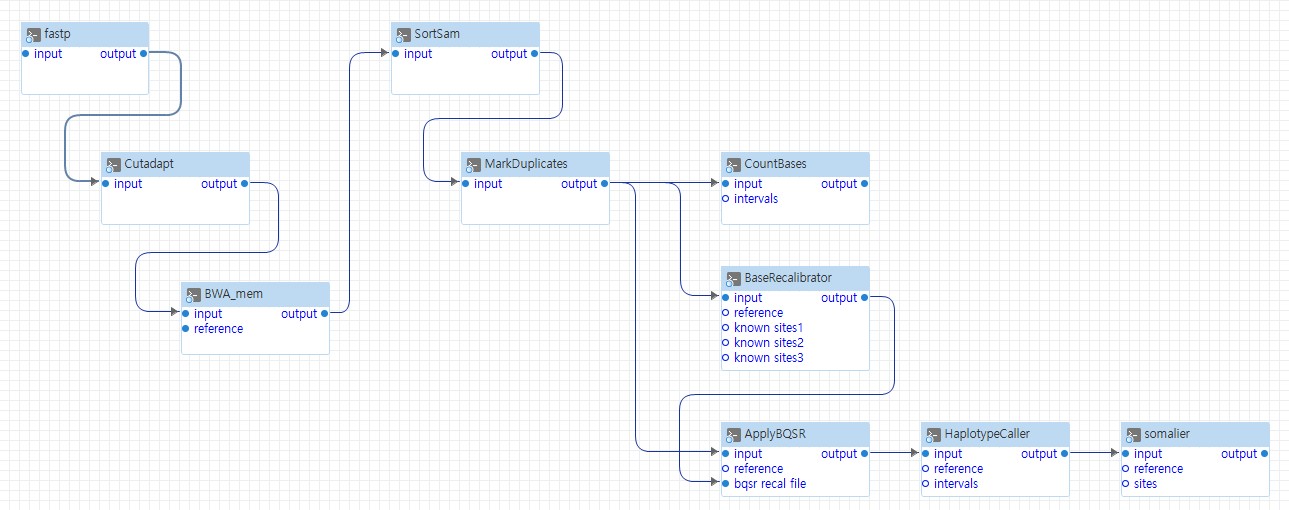 fastp
input output
Cutadapt
input output
BWA_mem
input output
reference
SortSam
input output
MarkDuplicates
input output
CountBases
input output
intervals
BaseRecalibrator
input output
reference
known sites1
known sites2
known sites3
ApplyBQSR
input output
reference
bqsr recal file
HaplotypeCaller
input output
reference
intervals
somalier
input output
reference
sites